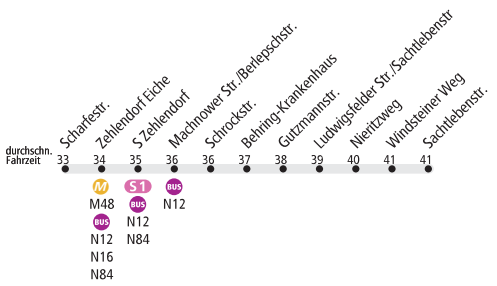 Scharfestr.
Zehlendorf Eiche
S Zehlendorf
Machnower Str./Berlepschstr.
Schrockstr.
Behring-Krankenhaus
Gutzmannstr.
Ludwigsfelder Str./Sachtlebenstr
Nieritzweg
Windsteiner Weg
Sachtlebenstr.
durchschn.
Fahrzeit 33 34 35 36 36 37 38 39 40 41 41
M S1 BUS
M48 BUS N12
BUS N12
N12 N84
N16
N84